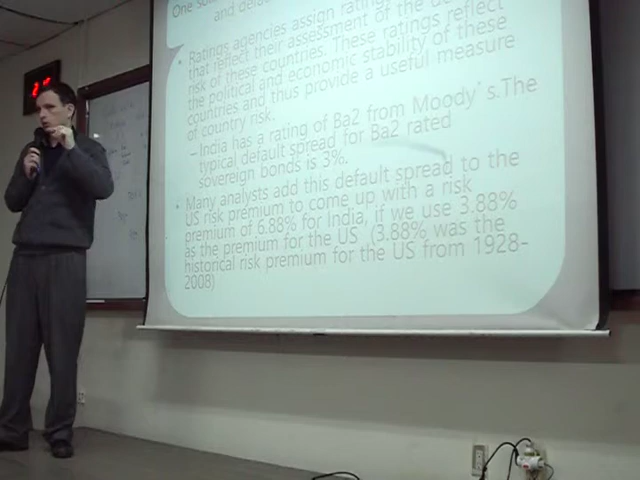 One
and defa
Ratings agencies assign ratings
that reflect their assessment of the de
risk of these countries. These ratings reflect
the political and economic stability of these
countries and thus provide a useful measure
of country risk.
– India has a rating of Ba2 from Moody's.The
typical default spread for Ba2 rated
sovereign bonds is 3%.
Many analysts add this default spread to the
US risk premium to come up with a risk
premium of 6.88% for India, if we use 3.88%
as the premium for the US (3.88% was the
historical risk premium for the US from 1928-
2008)